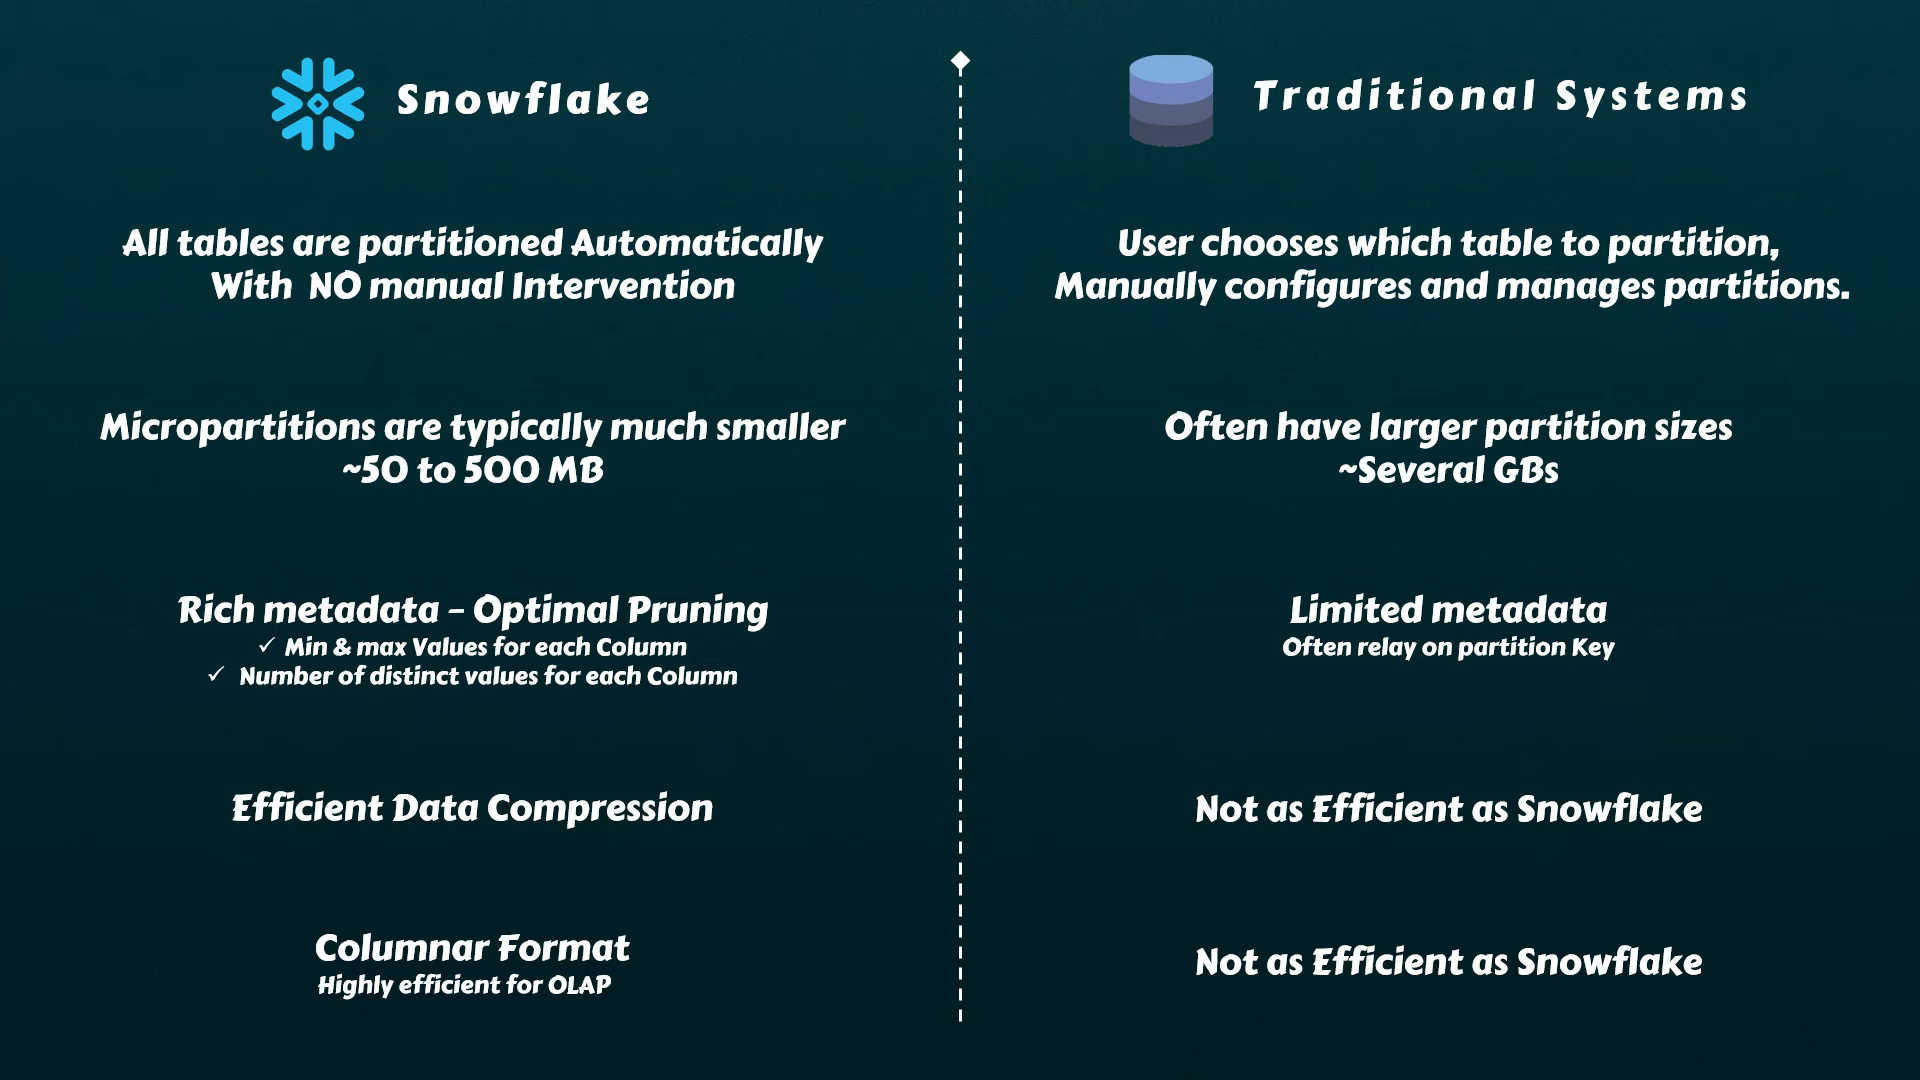 Snowflake
All tables are partitioned Automatically
With NO manual Intervention
Micropartitions are typically much smaller
~50 to 500 MB
Rich metadata – Optimal Pruning
✓ Min & max Values for each Column
✓ Number of distinct values for each Column
Efficient Data Compression
Columnar Format
Highly efficient for OLAP
Traditional Systems
User chooses which table to partition,
Manually configures and manages partitions.
Often have larger partition sizes
~Several GBs
Limited metadata
Often relay on partition Key
Not as Efficient as Snowflake
Not as Efficient as Snowflake